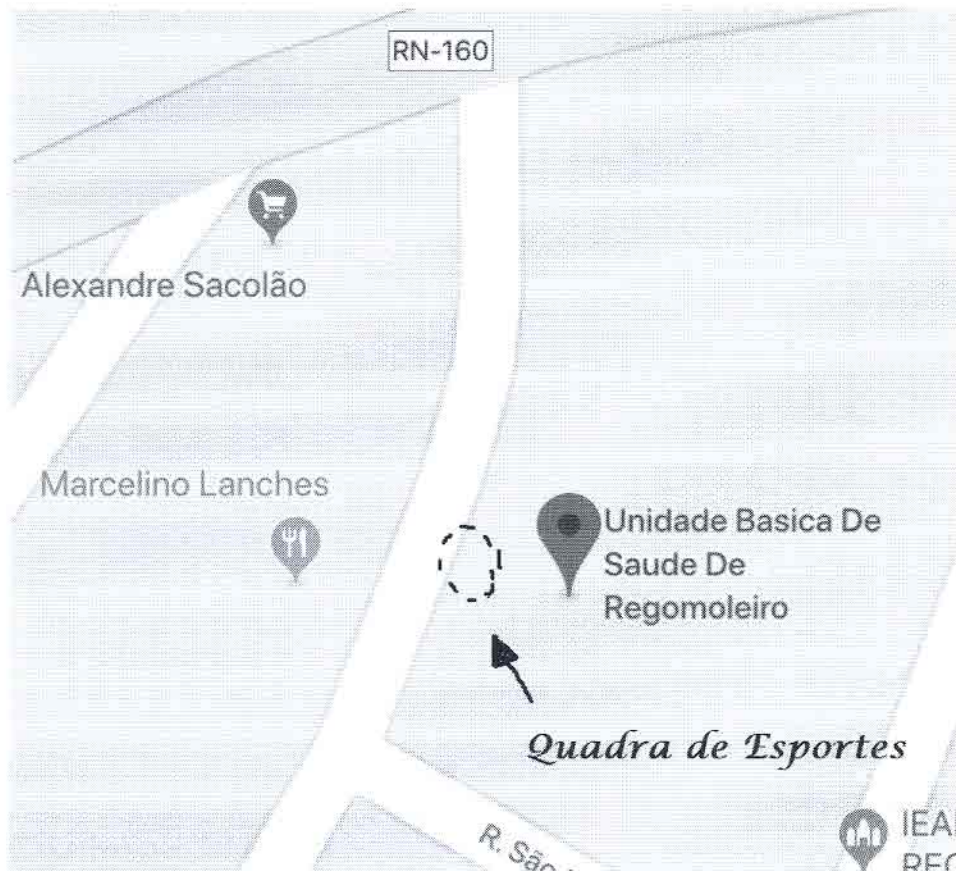 RN-160
Alexandre Sacolão
Marcelino Lanches
Unidade Basica De
Saude De
Regomoleiro
Quadra de Esportes
R. São